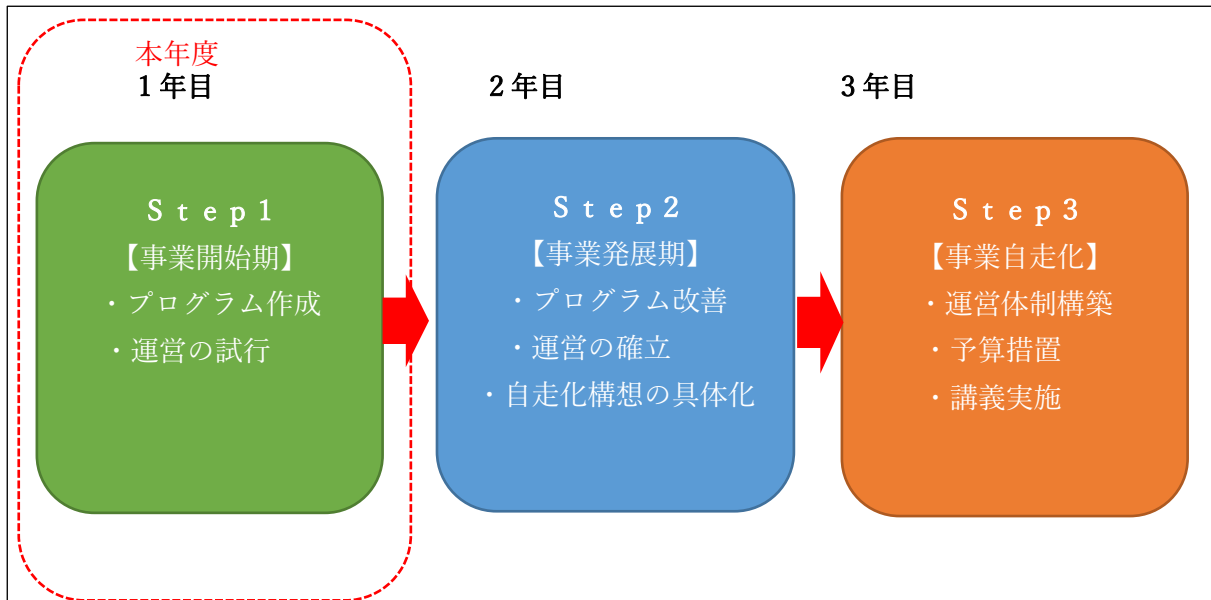 本年度
1年目
Step1
【事業開始期】
・プログラム作成
・運営の試行
2年目
Step2
【事業発展期】
・プログラム改善
・運営の確立
・自走化構想の具体化
3年目
Step3
【事業自走化】
・運営体制構築
・予算措置
・講義実施